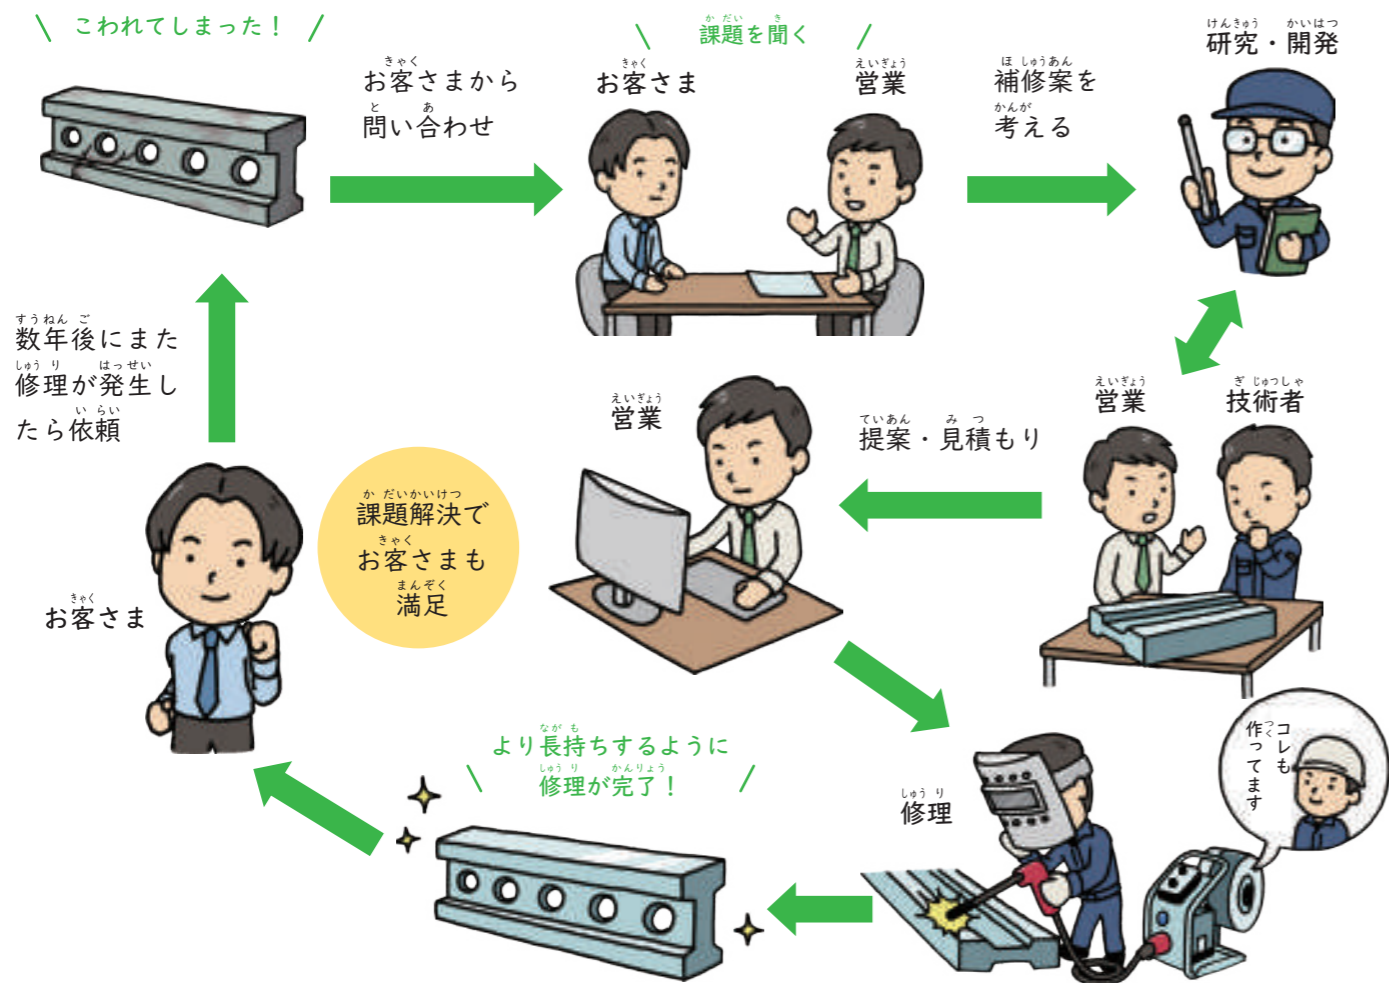 こわれてしまった！
お客さまから
問い合わせ
課題を聞く
お客さま
営業
補修案を
考える
研究・開発
営業
技術者
提案・見積もり
営業
修理
コレも
作ってます
より長持ちするように
修理が完了！
お客さま
課題解決で
お客さまも
満足
数年後にまた
修理が発生し
たら依頼